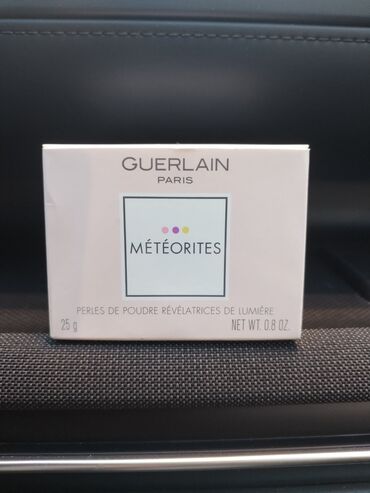 GUERLAIN
PARIS
MÉTÉORITES
PERLES DE POUDRE RÉVÉLATRICES DE LUMIÈRE
25 g NET WT. 0.8 OZ.